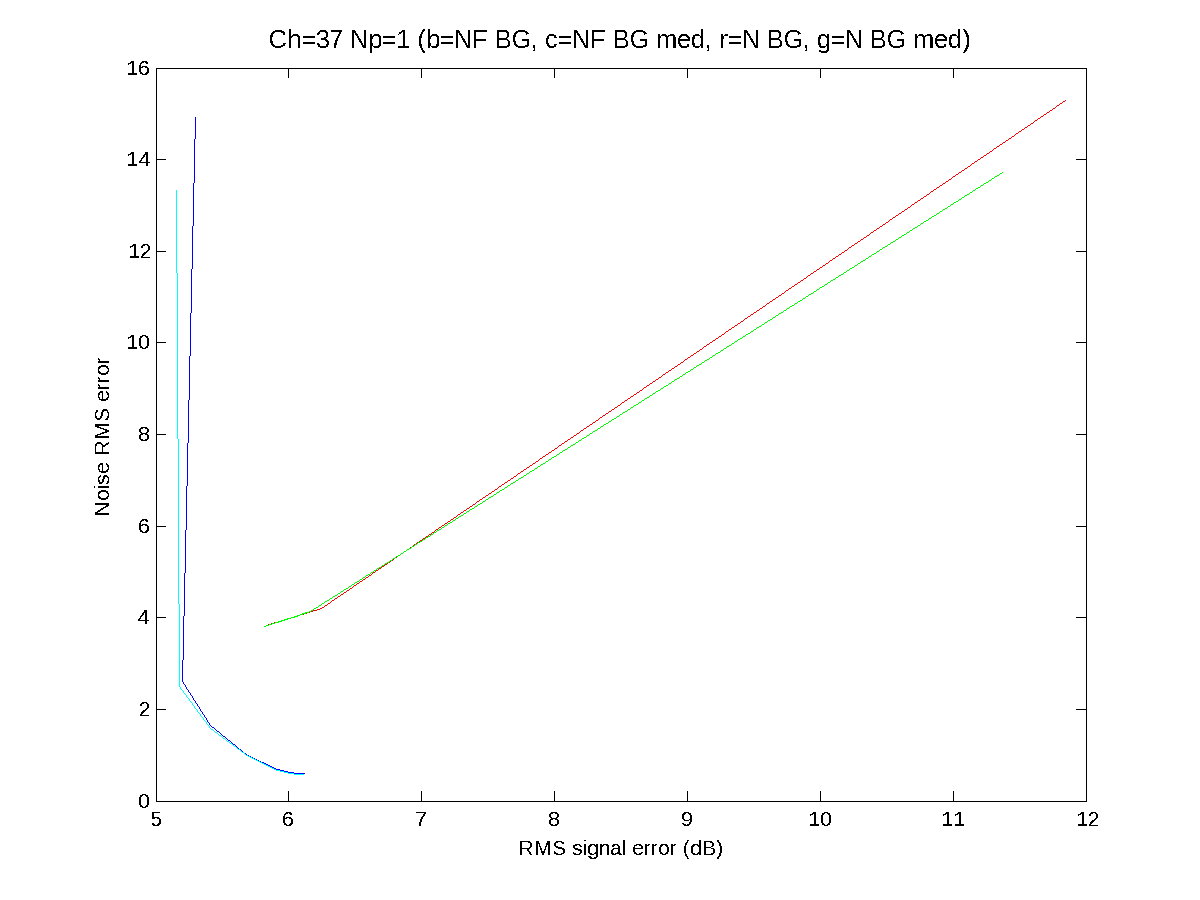 Ch=37 Np=1 (b=NF BG, c=NF BG med, r=N BG, g=N BG med)
16
14
12
10
8
6
4
2
0
Noise RMS error
5 6 7 8 9 10 11 12
RMS signal error (dB)